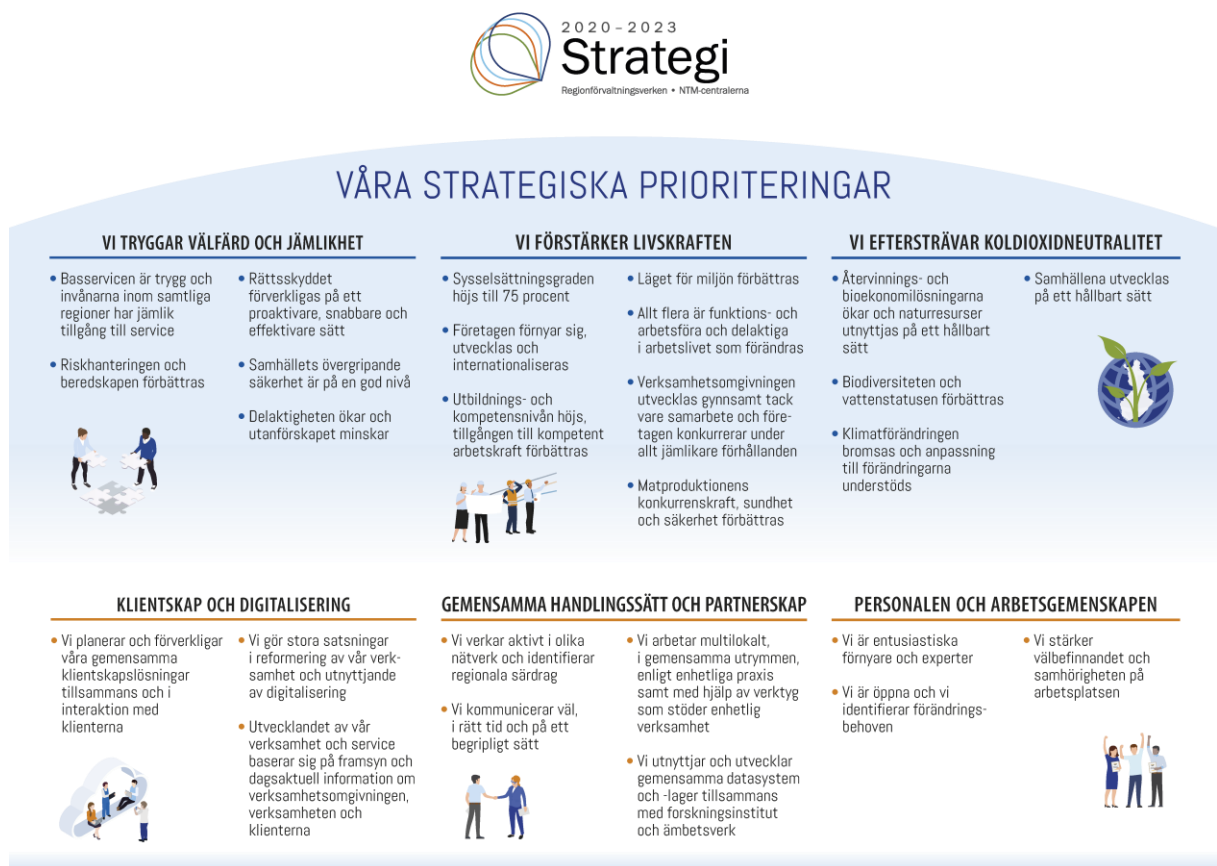 2020–2023
Strategi
Regionförvaltningsverken • NTM-centralerna
VÅRA STRATEGISKA PRIORITERINGAR
VI TRYGGAR VÄLFÄRD OCH JÄMLIKHET
• Basservicen är trygg och
invånarna inom samtliga
regioner har jämlik
tillgång till service
• Riskhanteringen och
beredskapen förbättras
• Rättsskyddet
förverkligas på ett
proaktivare, snabbare och
effektivare sätt
• Samhällets övergripande
säkerhet är på en god nivå
• Delaktigheten ökar och
utanförskapet minskar
VI FÖRSTÄRKER LIVSKRAFTEN
• Sysselsättningsgraden
höjs till 75 procent
• Företagen förnyar sig,
utvecklas och
internationaliseras
• Utbildnings- och
kompetensnivån höjs,
tillgången till kompetent
arbetskraft förbättras
• Läget för miljön förbättras
• Allt flera är funktions- och
arbetsföra och delaktiga
i arbetslivet som förändras
• Verksamhetsomgivningen
utvecklas gynnsamt tack
vare samarbete och före-
tagen konkurrerar under
allt jämlikare förhållanden
• Matproduktionens
konkurrenskraft, sundhet
och säkerhet förbättras
VI EFTERSTRÄVAR KOLDIOXIDNEUTRALITET
• Återvinnings- och
bioekonomilösningarna
ökar och naturresurser
utnyttjas på ett hållbart
sätt
• Biodiversiteten och
vattenstatusen förbättras
• Klimatförändringen
bromsas och anpassning
till förändringarna
understöds
• Samhällena utvecklas
på ett hållbart sätt
KLIENTSKAP OCH DIGITALISERING
• Vi planerar och förverkligar
våra gemensamma
klientskapslösningar
tillsammans och i
interaktion med
klienterna
• Vi gör stora satsningar
i reformering av vår verk-
samhet och utnyttjande
av digitalisering
• Utvecklandet av vår
verksamhet och service
baserar sig på framsyn och
dagsaktuell information om
verksamhetsomgivningen,
verksamheten och
klienterna
GEMENSAMMA HANDLINGSSÄTT OCH PARTNERSKAP
• Vi verkar aktivt i olika
nätverk och identifierar
regionala särdrag
• Vi kommunicerar väl,
i rätt tid och på ett
begripligt sätt
• Vi arbetar multilokalt,
i gemensamma utrymmen,
enligt enhetliga praxis
samt med hjälp av verktyg
som stöder enhetlig
verksamhet
• Vi utnyttjar och utvecklar
gemensamma datasystem
och -lager tillsammans
med forskningsinstitut
och ämbetsverk
PERSONALEN OCH ARBETSGEMENSKAPEN
• Vi är entusiastiska
förnyare och experter
• Vi är öppna och vi
identifierar förändrings-
behoven
• Vi stärker
välbefinnandet och
samhörigheten på
arbetsplatsen